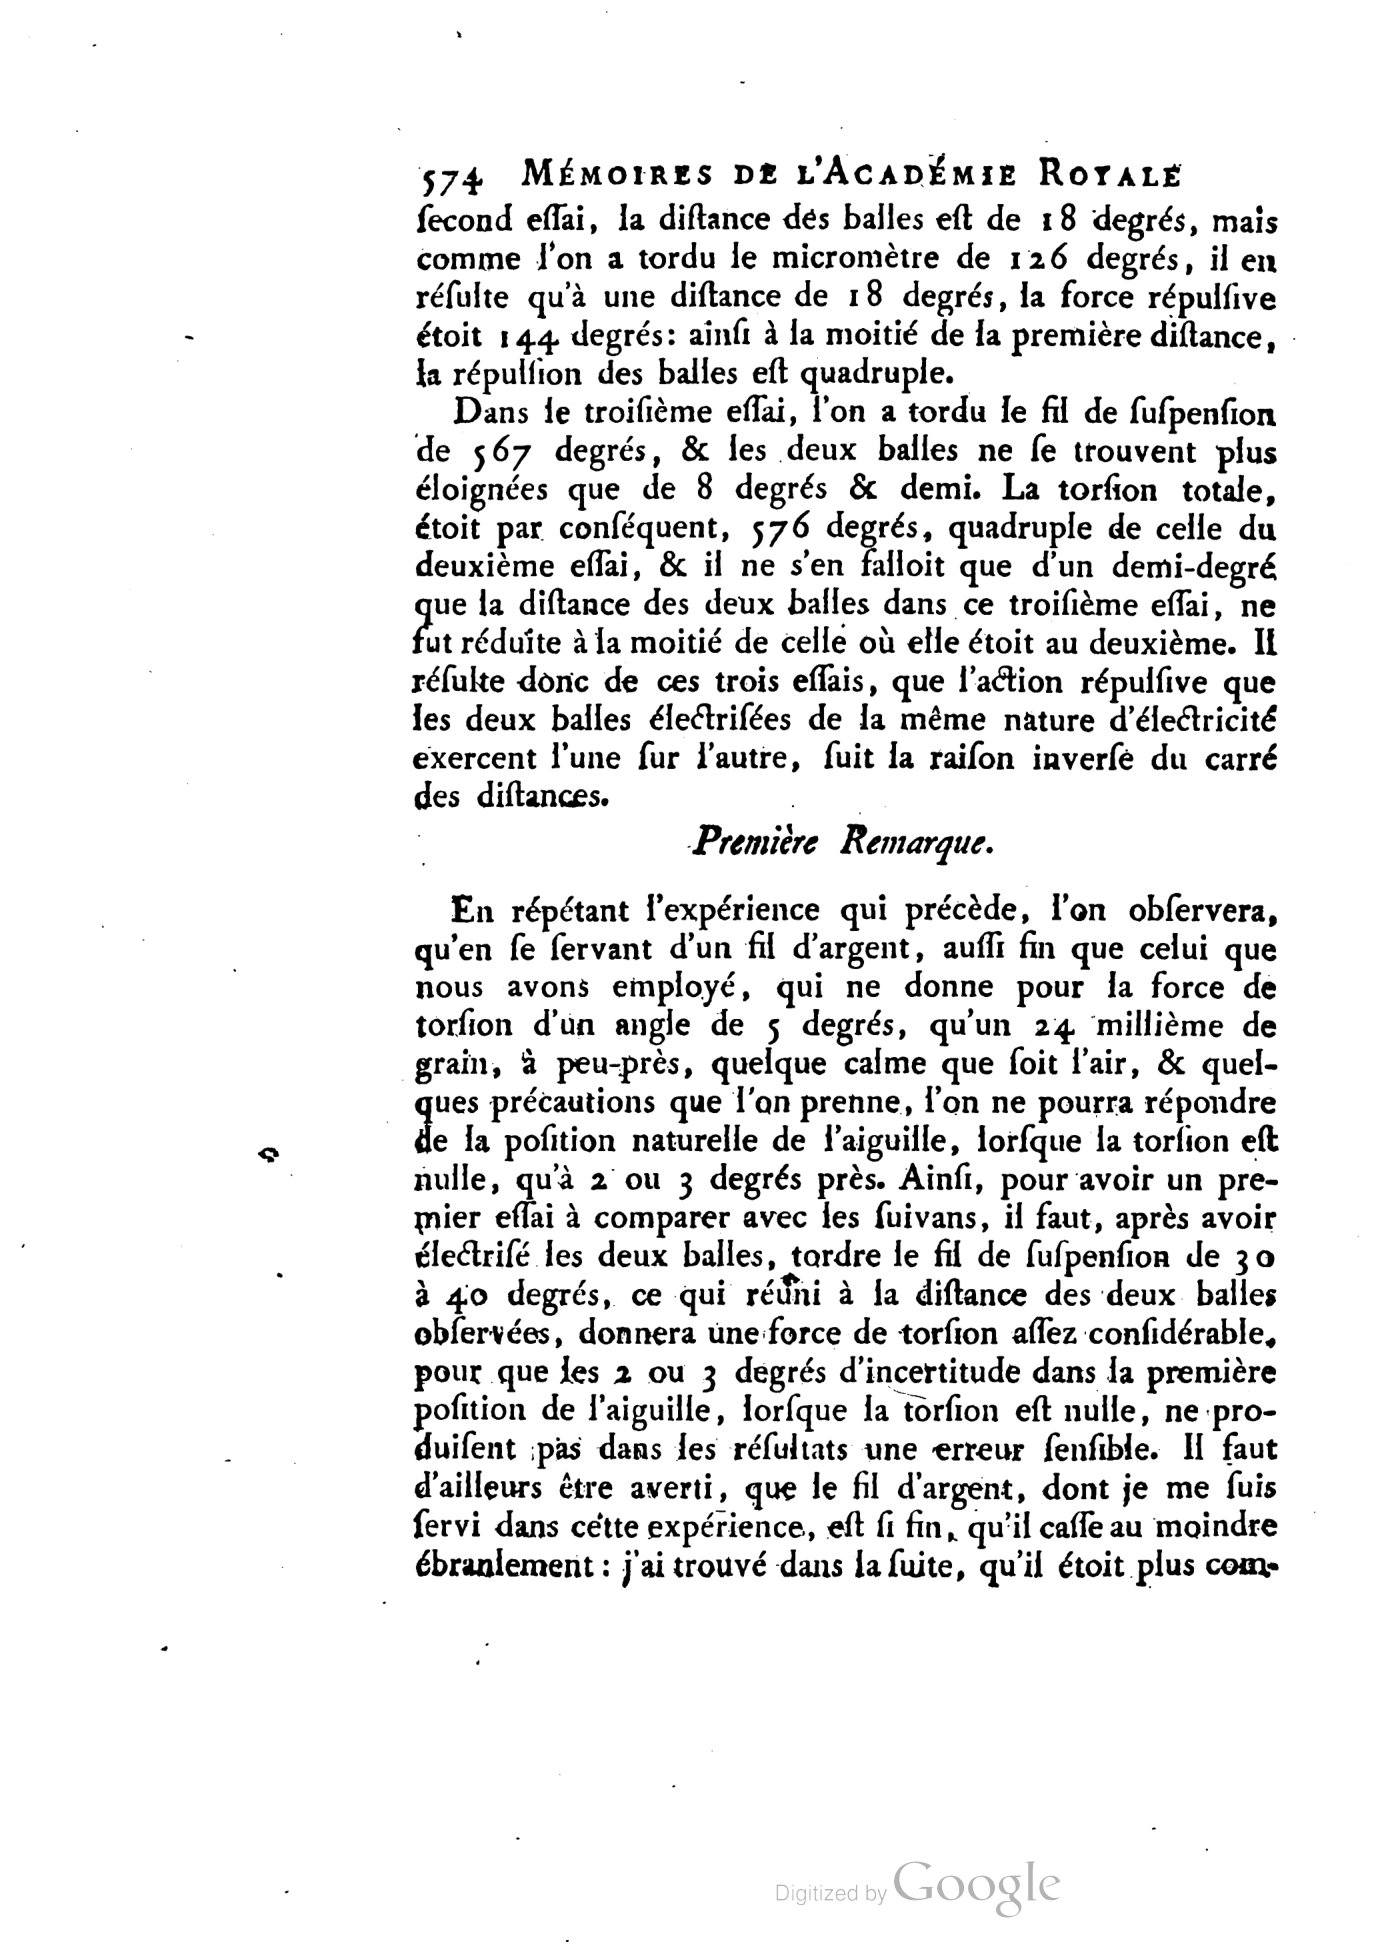 574 MÉMOIRES DE L'ACADÉMIE ROYALE
ſecond eſſai, la diſtance des balles eſt de 18 degrés, mais
comme l'on a tordu le micromètre de 126 degrés, il en
réſulte qu'à une diſtance de 18 degrés, la force répulſive
étoit 144 degrés: ainſi à la moitié de la première diſtance,
la répulſion des balles eſt quadruple.
Dans le troiſième eſſai, l'on a tordu le fil de ſuſpenſion
de 567 degrés, & les deux balles ne ſe trouvent plus
éloignées que de 8 degrés & demi. La torſion totale,
étoit par conſéquent, 576 degrés, quadruple de celle du
deuxième eſſai, & il ne s'en falloit que d'un demi-degré
que la diſtance des deux balles dans ce troiſième eſſai, ne
fut réduite à la moitié de celle où elle étoit au deuxième. Il
réſulte donc de ces trois eſſais, que l'action répulſive que
les deux balles électriſées de la même nature d'électricité
exercent l'une ſur l'autre, ſuit la raiſon inverſe du carré
des diſtances.
Première Remarque.
En répétant l'expérience qui précède, l'on obſervera,
qu'en ſe ſervant d'un fil d'argent, auſſi fin que celui que
nous avons employé, qui ne donne pour la force de
torſion d'un angle de 5 degrés, qu'un 24 millième de
grain, à peu-près, quelque calme que ſoit l'air, & quel-
ques précautions que l'on prenne, l'on ne pourra répondre
de la poſition naturelle de l'aiguille, lorſque la torſion eſt
nulle, qu'à 2 ou 3 degrés près. Ainſi, pour avoir un pre-
mier eſſai à comparer avec les ſuivans, il faut, après avoir
électriſé les deux balles, tordre le fil de ſuſpenſion de 30
à 40 degrés, ce qui réuni à la diſtance des deux balles
obſervées, donnera une force de torſion aſſez conſidérable,
pour que les 2 ou 3 degrés d'incertitude dans la première
poſition de l'aiguille, lorſque la torſion eſt nulle, ne pro-
duiſent pas dans les réſultats une erreur ſenſible. Il faut
d'ailleurs être averti, que le fil d'argent, dont je me ſuis
ſervi dans cette expérience, eſt ſi fin, qu'il caſſe au moindre
ébranlement : j'ai trouvé dans la ſuite, qu'il étoit plus com-
Digitized by Google